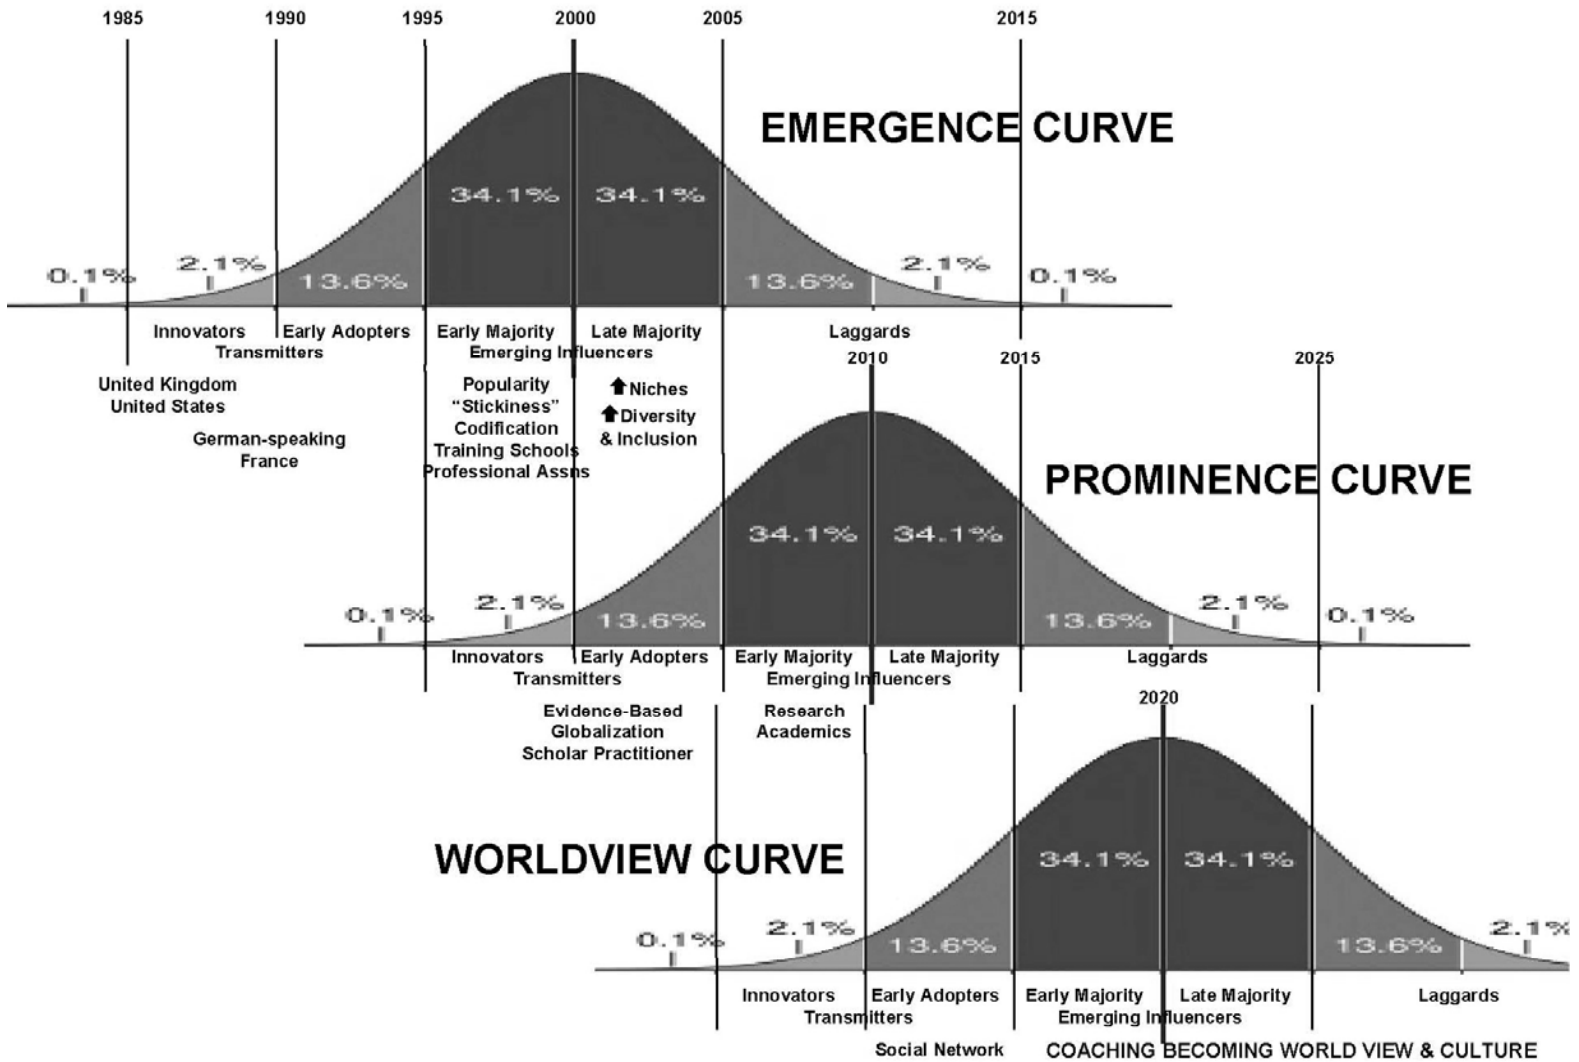 1985 1990 1995 2000 2005 2015
EMERGENCE CURVE
34.1% 34.1%
0.1% 2.1% 13.6% 13.6% 2.1% 0.1%
Innovators Early Adopters Early Majority Late Majority Laggards
Transmitters Emerging Influencers
2010 2015 2025
United Kingdom
United States
German-speaking
France
Popularity
“Stickiness”
Codification
Training Schools
Professional Assns
Niches
Diversity
& Inclusion
PROMINENCE CURVE
34.1% 34.1%
0.1% 2.1% 13.6% 13.6% 2.1% 0.1%
Innovators Early Adopters Early Majority Late Majority Laggards
Transmitters Emerging Influencers
2020
Evidence-Based
Globalization
Scholar Practitioner
Research
Academics
WORLDVIEW CURVE
34.1% 34.1%
0.1% 2.1% 13.6% 13.6% 2.1%
Innovators Early Adopters Early Majority Late Majority Laggards
Transmitters Emerging Influencers
Social Network COACHING BECOMING WORLD VIEW & CULTURE